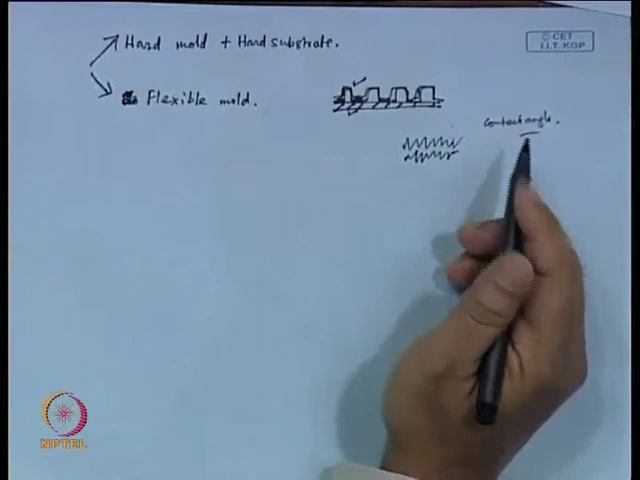 Hard mold + Hard substrate.
© CET
I.I.T. KGP
Flexible mold.
Contact angle.
NPTEL